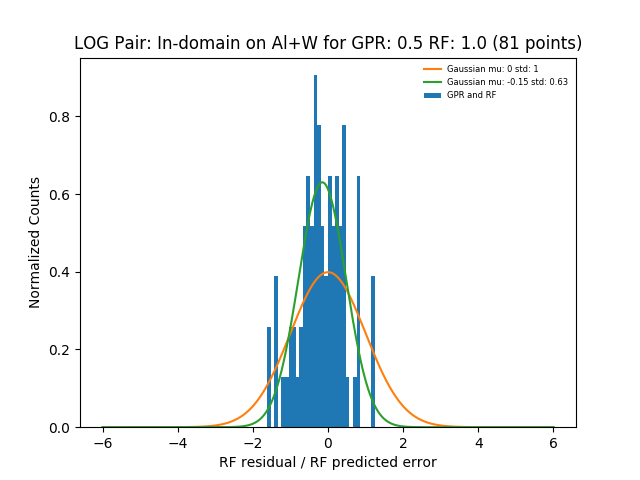 LOG Pair: In-domain on Al+W for GPR: 0.5 RF: 1.0 (81 points)
Gaussian mu: 0 std: 1
Gaussian mu: -0.15 std: 0.63
GPR and RF
Normalized Counts
0.8
0.6
0.4
0.2
0.0
−6 −4 −2 0 2 4 6
RF residual / RF predicted error